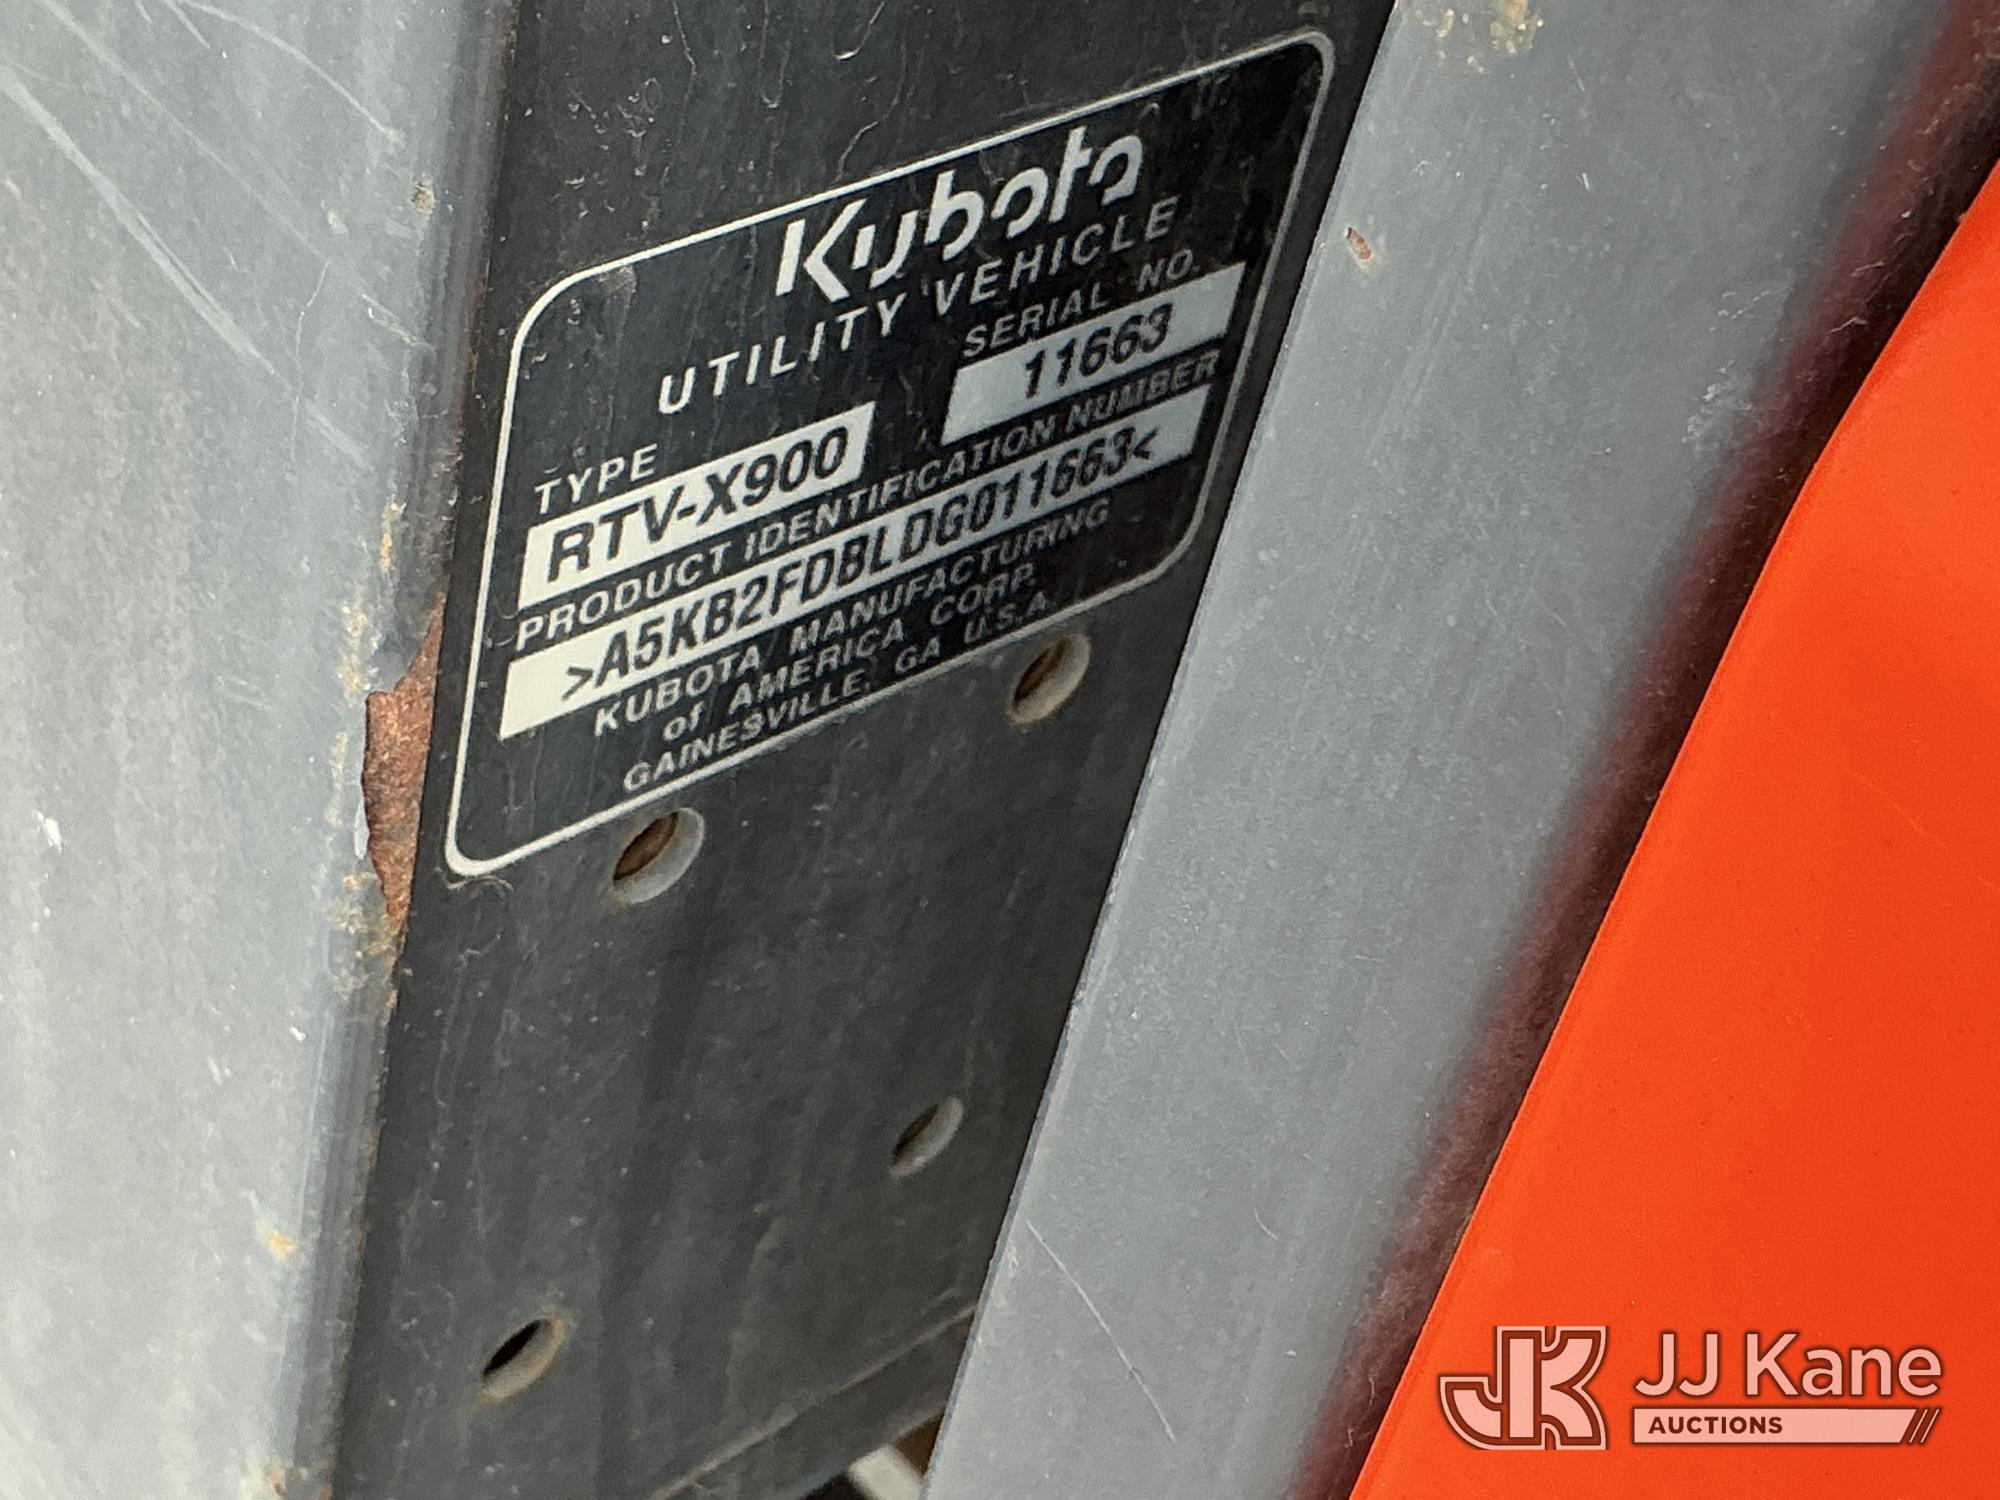 Kubota
UTILITY VEHICLE
TYPE SERIAL NO.
RTV-X900 11663
PRODUCT IDENTIFICATION NUMBER
>A5KB2FDBLDG011663<
KUBOTA MANUFACTURING
of AMERICA CORP.
GAINESVILLE, GA U.S.A.
JK JJ Kane
AUCTIONS